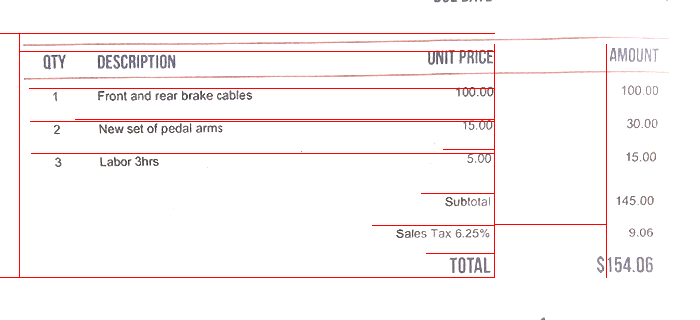 QTY DESCRIPTION UNIT PRICE AMOUNT
1 Front and rear brake cables 100.00 100.00
2 New set of pedal arms 15.00 30.00
3 Labor 3hrs 5.00 15.00
Subtotal 145.00
Sales Tax 6.25% 9.06
TOTAL $154.06